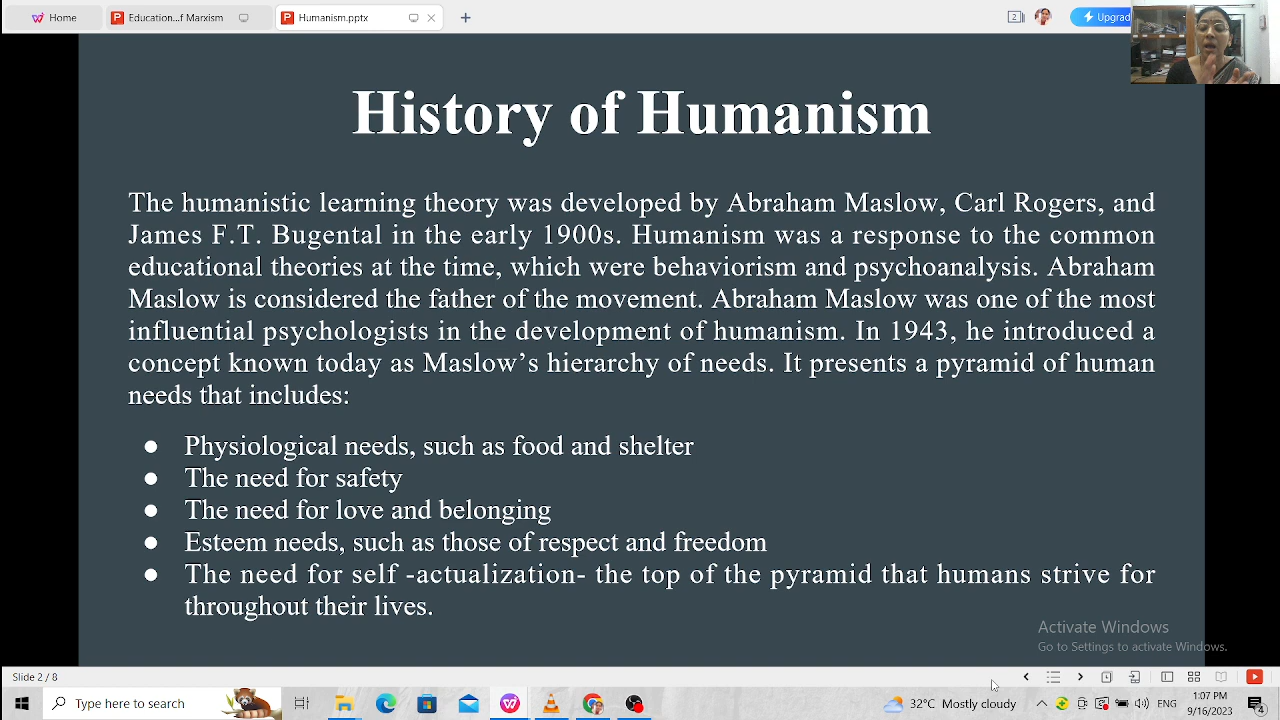 Home
Education...f Marxism
Humanism.pptx
2
Upgrad
History of Humanism
The humanistic learning theory was developed by Abraham Maslow, Carl Rogers, and
James F.T. Bugental in the early 1900s. Humanism was a response to the common
educational theories at the time, which were behaviorism and psychoanalysis. Abraham
Maslow is considered the father of the movement. Abraham Maslow was one of the most
influential psychologists in the development of humanism. In 1943, he introduced a
concept known today as Maslow’s hierarchy of needs. It presents a pyramid of human
needs that includes:
● Physiological needs, such as food and shelter
● The need for safety
● The need for love and belonging
● Esteem needs, such as those of respect and freedom
● The need for self -actualization- the top of the pyramid that humans strive for
throughout their lives.
Activate Windows
Go to Settings to activate Windows.
Slide 2 / 8
Type here to search
32°C Mostly cloudy
1:07 PM
9/16/2023
4